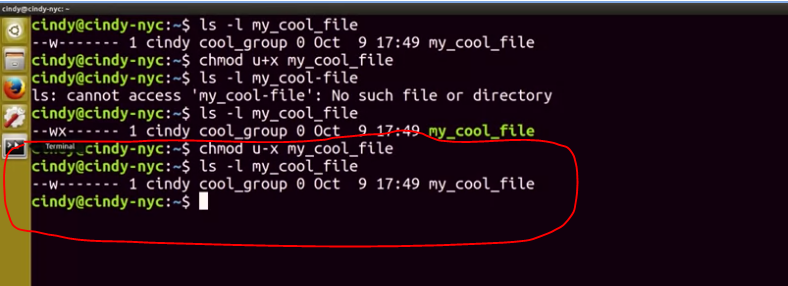 cindy@cindy-nyc: ~
cindy@cindy-nyc:~$ ls -l my_cool_file
--w------- 1 cindy cool_group 0 Oct  9 17:49 my_cool_file
cindy@cindy-nyc:~$ chmod u+x my_cool_file
cindy@cindy-nyc:~$ ls -l my_cool-file
ls: cannot access 'my_cool-file': No such file or directory
cindy@cindy-nyc:~$ ls -l my_cool_file
--wx------ 1 cindy cool_group 0 Oct  9 17:49 my_cool_file
Terminal
cindy-nyc:~$ chmod u-x my_cool_file
cindy@cindy-nyc:~$ ls -l my_cool_file
--w------- 1 cindy cool_group 0 Oct  9 17:49 my_cool_file
cindy@cindy-nyc:~$